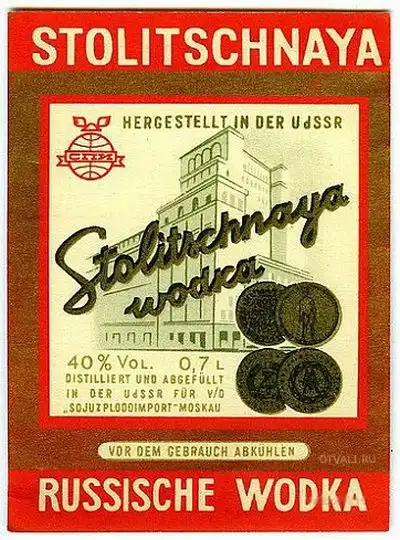 STOLITSCHNAYA
HERGESTELLT IN DER UdSSR
Stolitschnaya
wodka
40% VOL. 0,7 L
DISTILLIERT UND ABGEFÜLLT
IN DER UdSSR FÜR V/O
„SOJUZPLODOIMPORT" MOSKAU
VOR DEM GEBRAUCH ABKÜHLEN
OTVALI.RU
RUSSISCHE WODKA